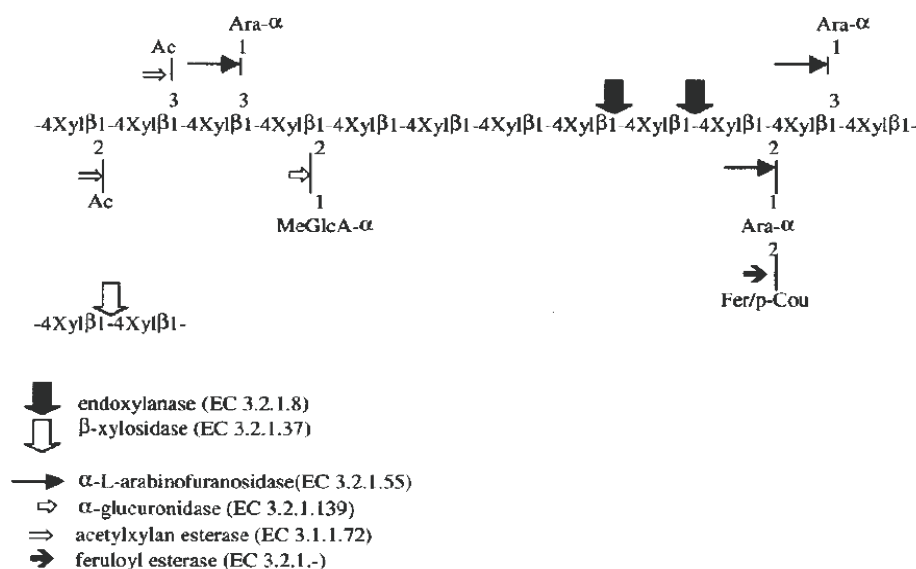 Ara-α Ara-α
Ac 1 1
3 3 3
-4Xylβ1-4Xylβ1-4Xylβ1-4Xylβ1-4Xylβ1-4Xylβ1-4Xylβ1-4Xylβ1-4Xylβ1-4Xylβ1-4Xylβ1-
2 2 2
Ac 1 1
MeGlcA-α Ara-α
2
Fer/p-Cou
-4Xylβ1-4Xylβ1-
endoxylanase (EC 3.2.1.8)
β-xylosidase (EC 3.2.1.37)
α-L-arabinofuranosidase(EC 3.2.1.55)
α-glucuronidase (EC 3.2.1.139)
acetylxylan esterase (EC 3.1.1.72)
feruloyl esterase (EC 3.2.1.-)